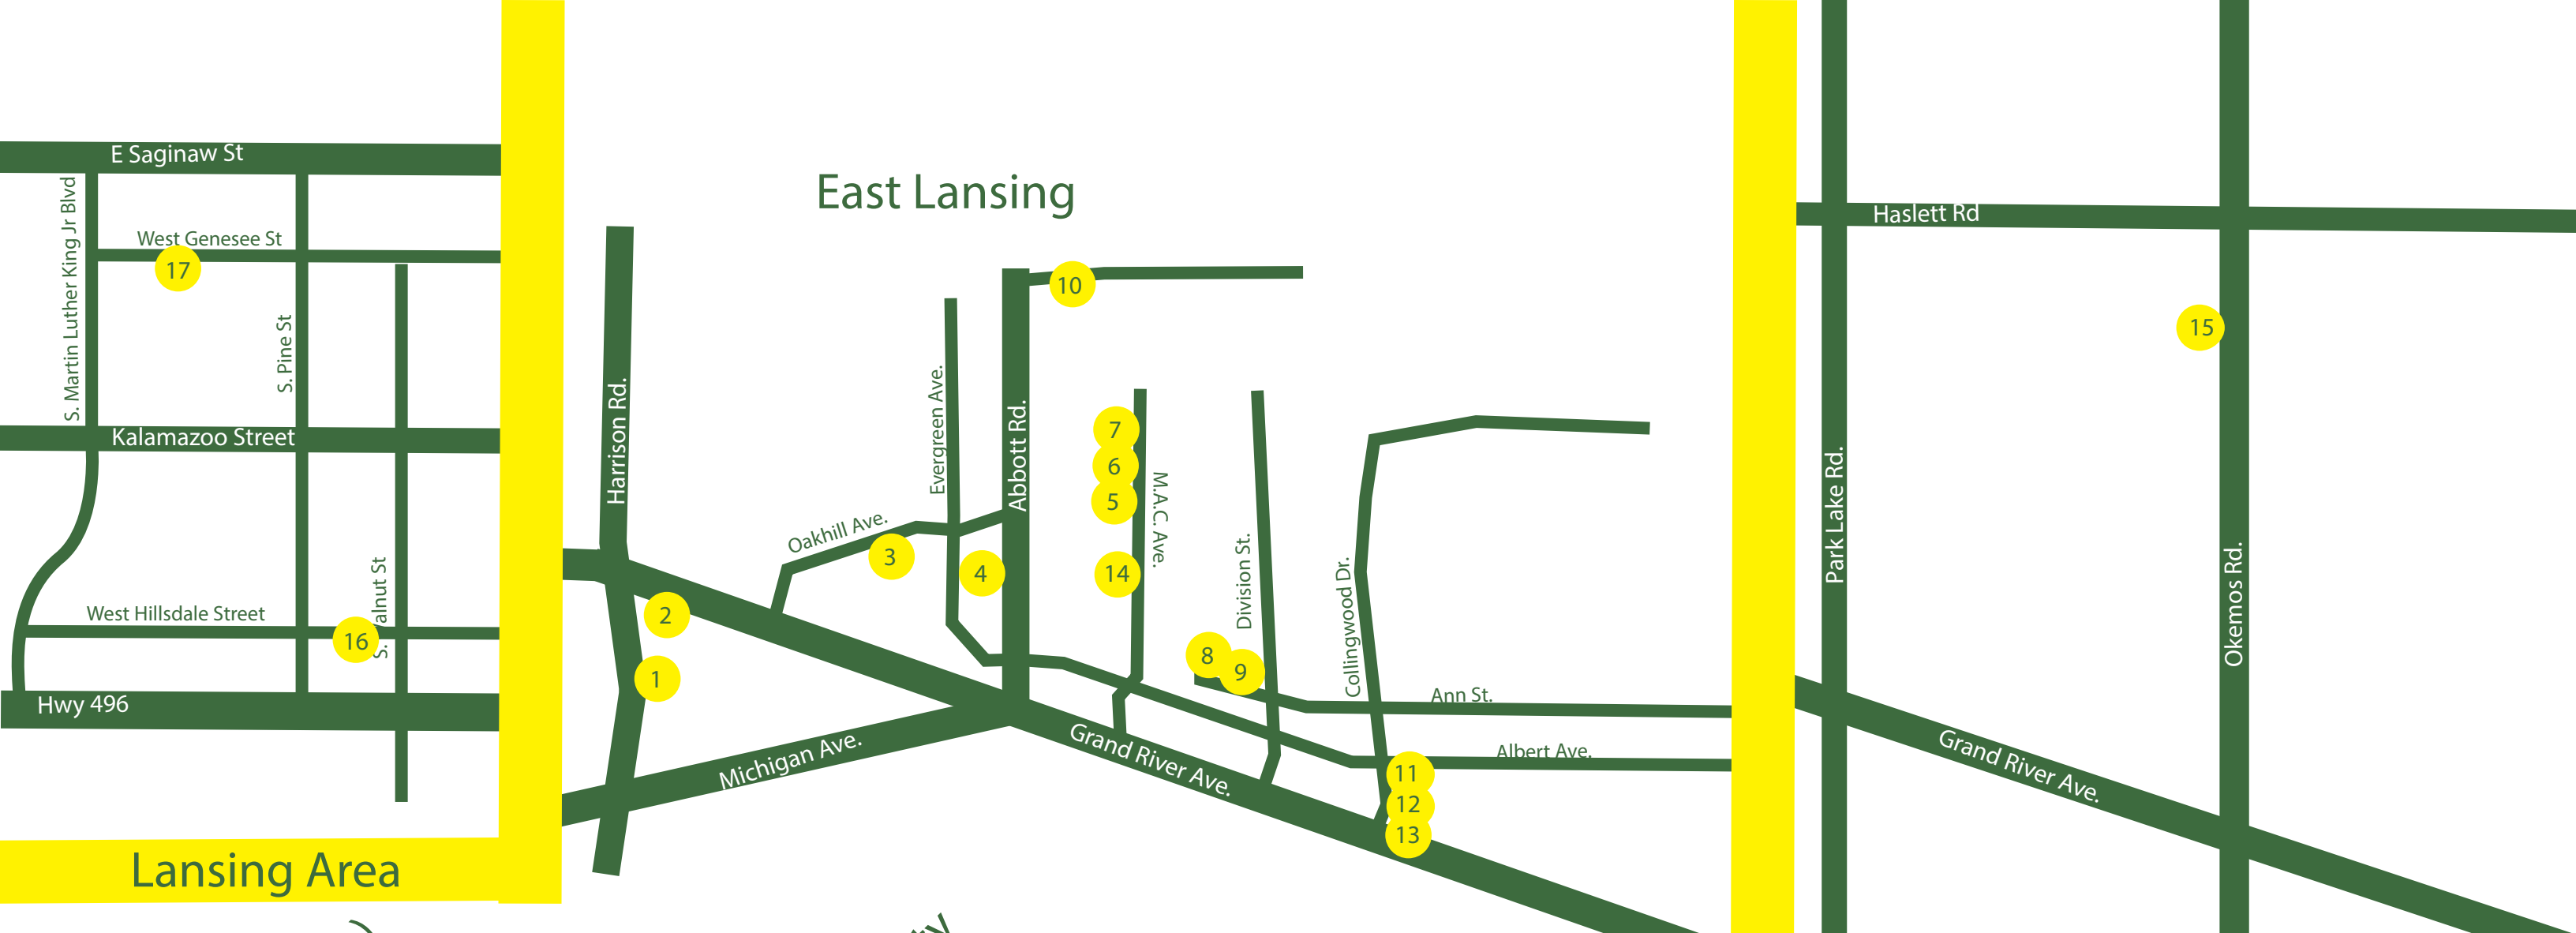 E Saginaw St
S. Martin Luther King Jr Blvd
West Genesee St
17
S. Pine St
Kalamazoo Street
West Hillsdale Street
16
S. alnut St
Hwy 496
Lansing Area
East Lansing
Harrison Rd.
2
1
Oakhill Ave.
3
Evergreen Ave.
4
Abbott Rd.
10
7
6
5
14
M.A.C. Ave.
Division St.
8
9
Collingwood Dr.
Ann St.
Albert Ave.
11
12
13
Michigan Ave.
Grand River Ave.
Haslett Rd
15
Park Lake Rd.
Okemos Rd.
Grand River Ave.